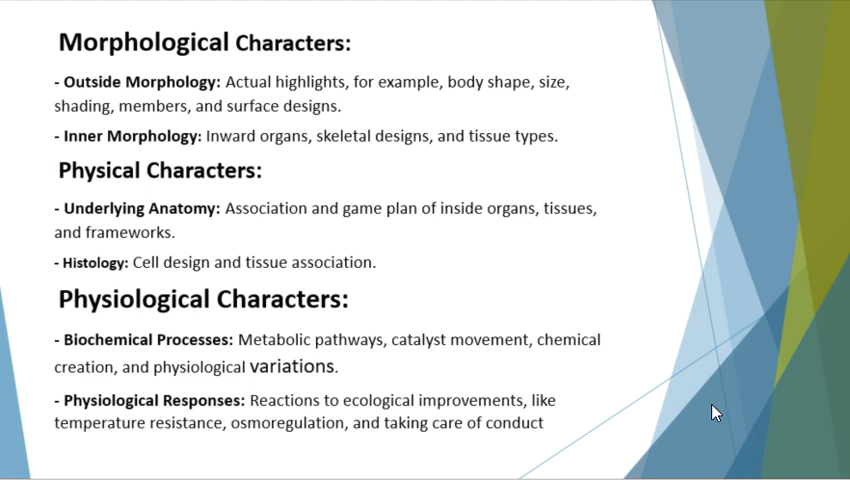 Morphological Characters:
- Outside Morphology: Actual highlights, for example, body shape, size,
shading, members, and surface designs.
- Inner Morphology: Inward organs, skeletal designs, and tissue types.
Physical Characters:
- Underlying Anatomy: Association and game plan of inside organs, tissues,
and frameworks.
- Histology: Cell design and tissue association.
Physiological Characters:
- Biochemical Processes: Metabolic pathways, catalyst movement, chemical
creation, and physiological variations.
- Physiological Responses: Reactions to ecological improvements, like
temperature resistance, osmoregulation, and taking care of conduct